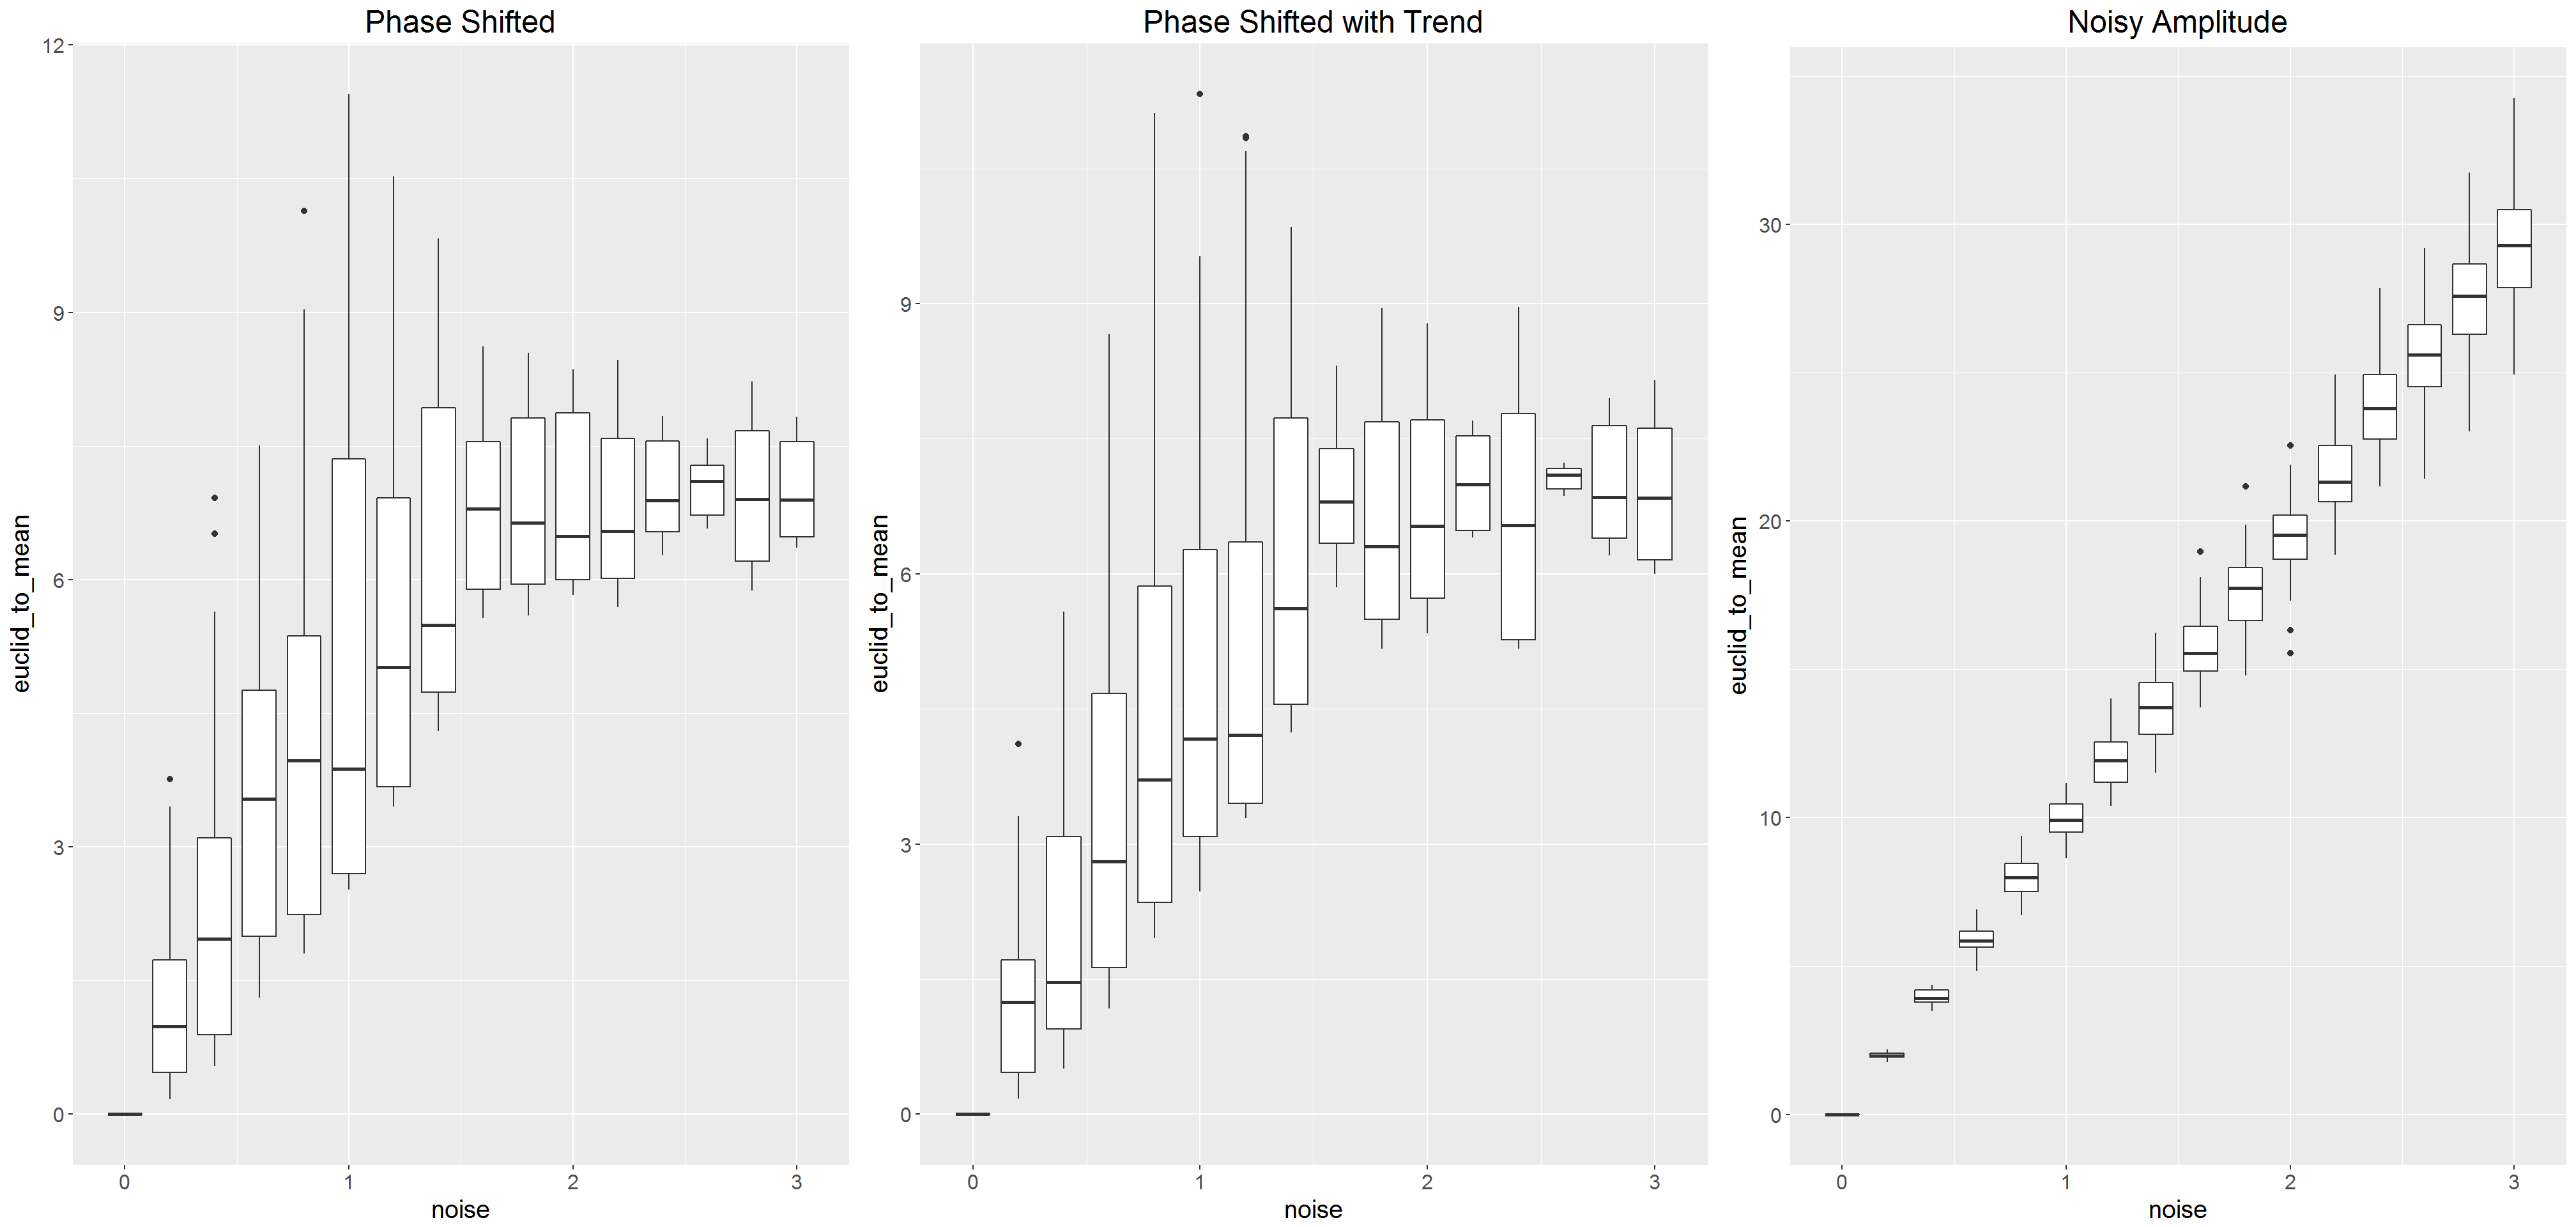 Phase Shifted
12
9
6
3
0
euclid_to_mean
0 1 2 3
noise
Phase Shifted with Trend
9
6
3
0
euclid_to_mean
0 1 2 3
noise
Noisy Amplitude
30
20
10
0
euclid_to_mean
0 1 2 3
noise